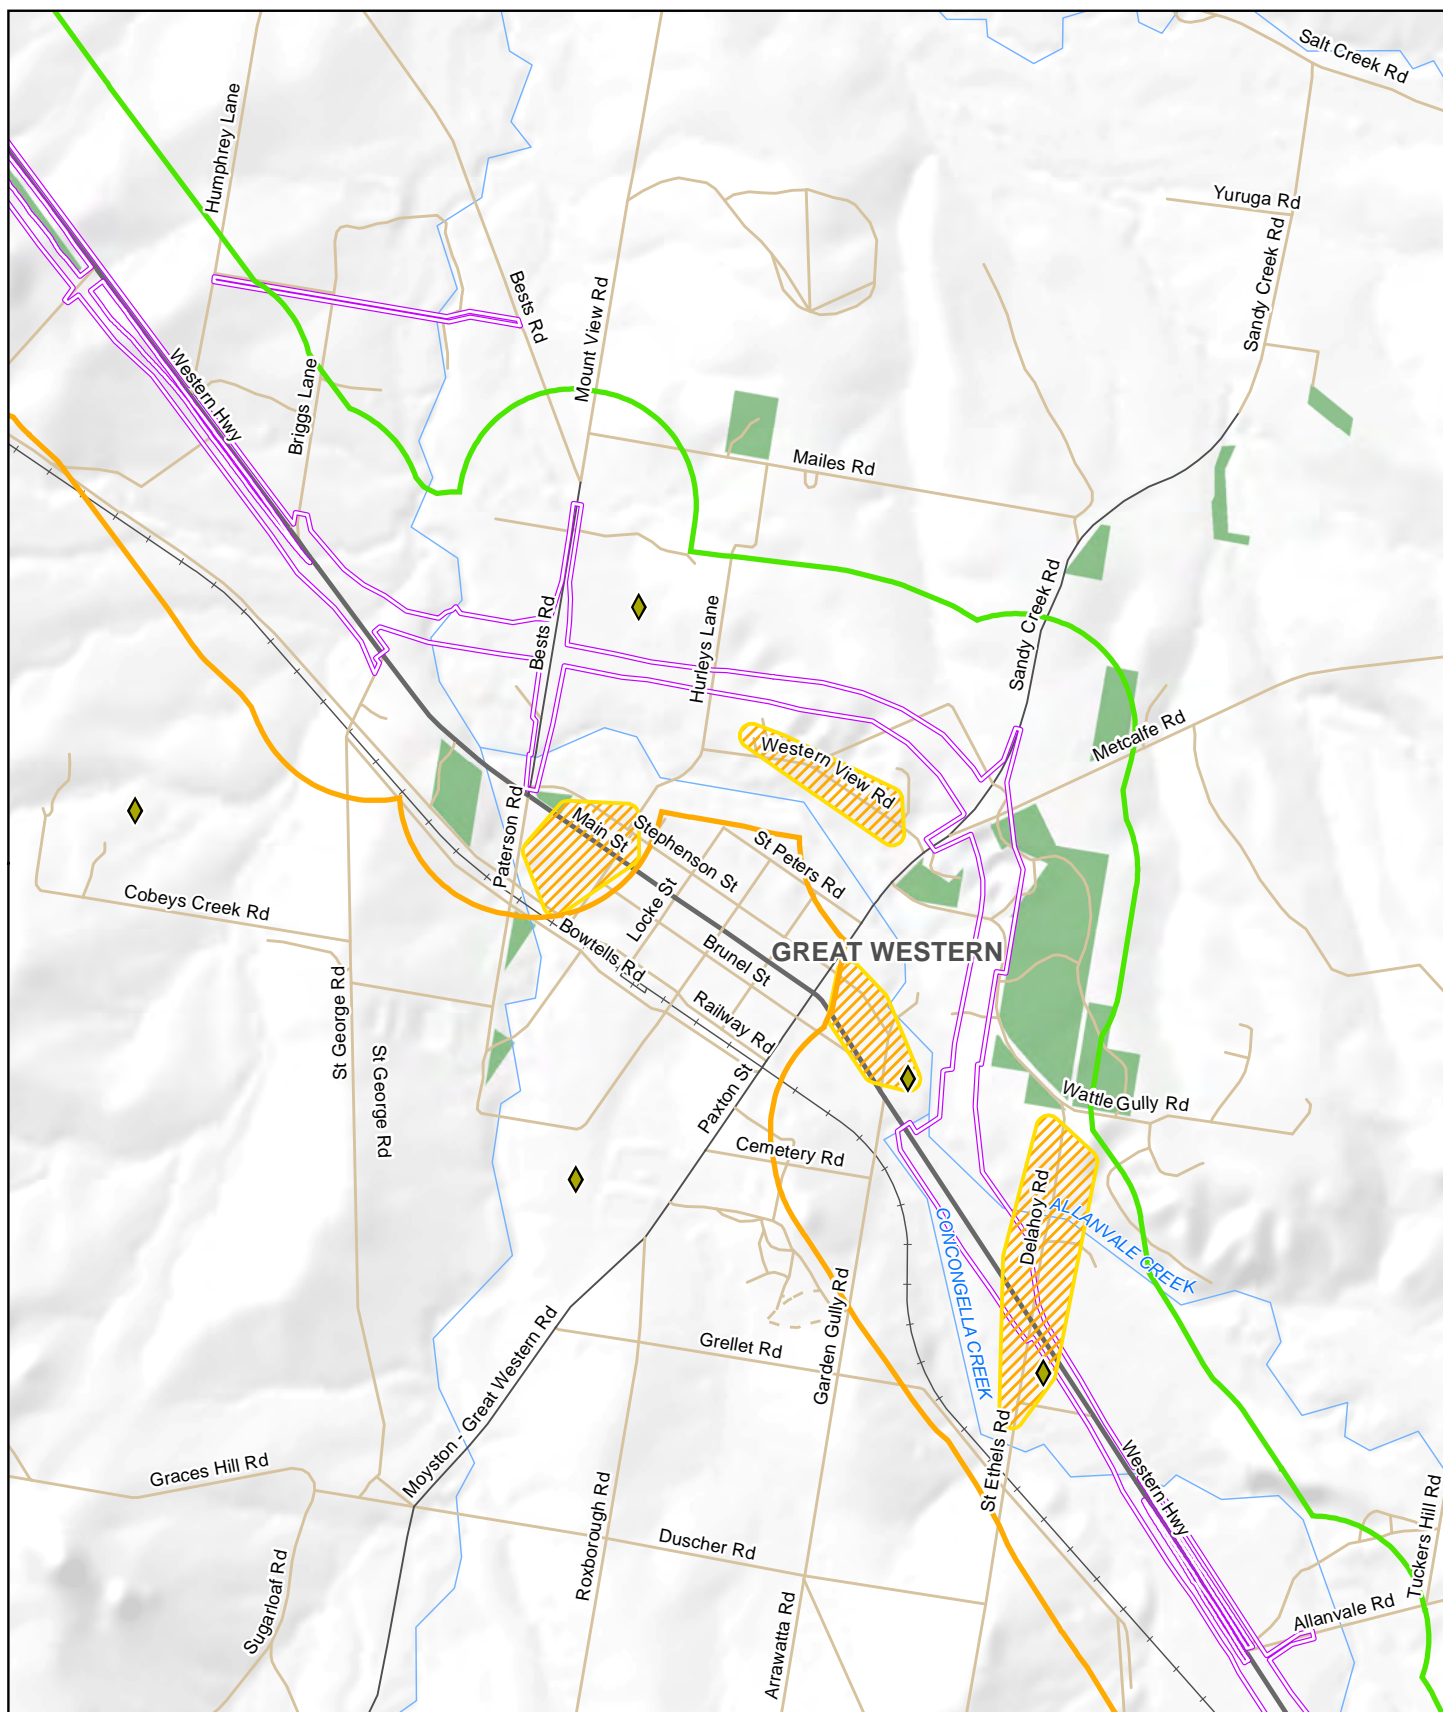 Salt Creek Rd
Humphrey Lane
Yuruga Rd
Sandy Creek Rd
Bests Rd
Mount View Rd
Western Hwy
Briggs Lane
Mailes Rd
Sandy Creek Rd
Bests Rd
Hurleys Lane
Metcalfe Rd
Western View Rd
Paterson Rd
Main St
Stephenson St
St Peters Rd
Cobeys Creek Rd
Locke St
Bowtells Rd
Brunel St
GREAT WESTERN
St George Rd
Railway Rd
St George Rd
Paxton St
Wattle Gully Rd
Cemetery Rd
Delahoy Rd
ALLANVALE CREEK
CONCONGELLA CREEK
Garden Gully Rd
Grellet Rd
Moyston - Great Western Rd
Graces Hill Rd
St Ethels Rd
Western Hwy
Roxborough Rd
Duscher Rd
Tuckers Hill Rd
Sugarloaf Rd
Arrawatta Rd
Allanvale Rd